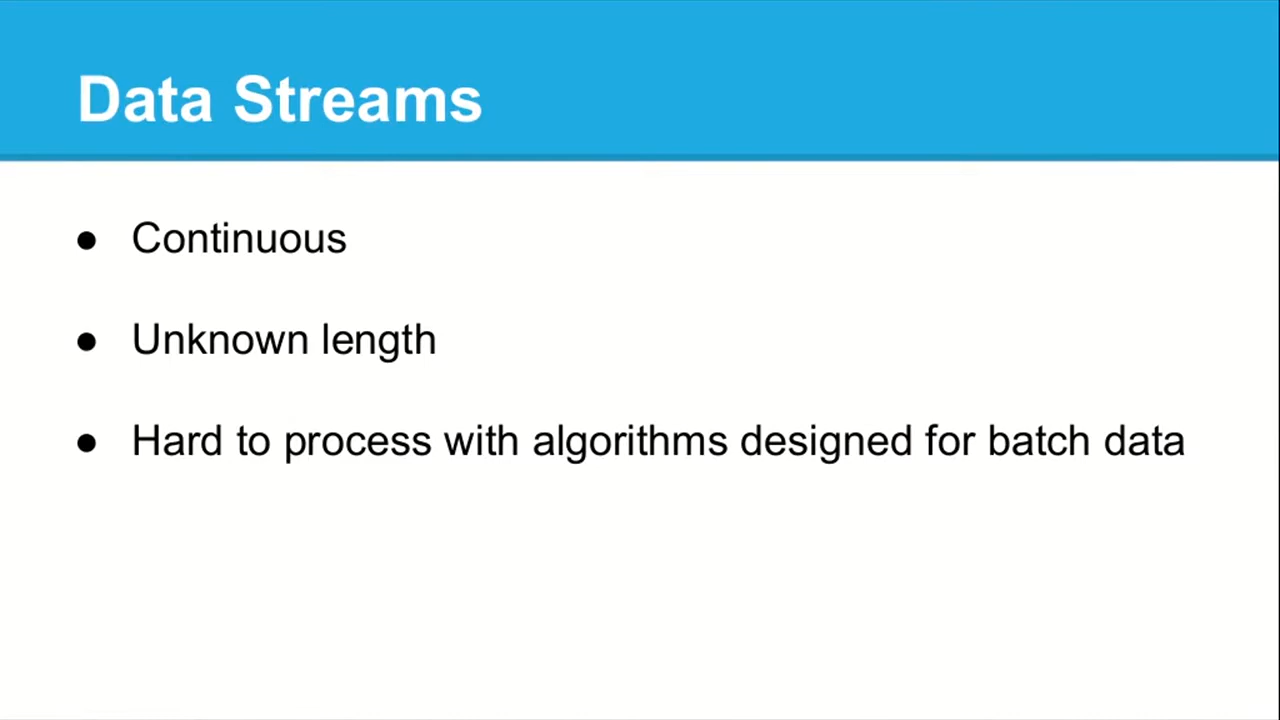 Data Streams
● Continuous
● Unknown length
● Hard to process with algorithms designed for batch data